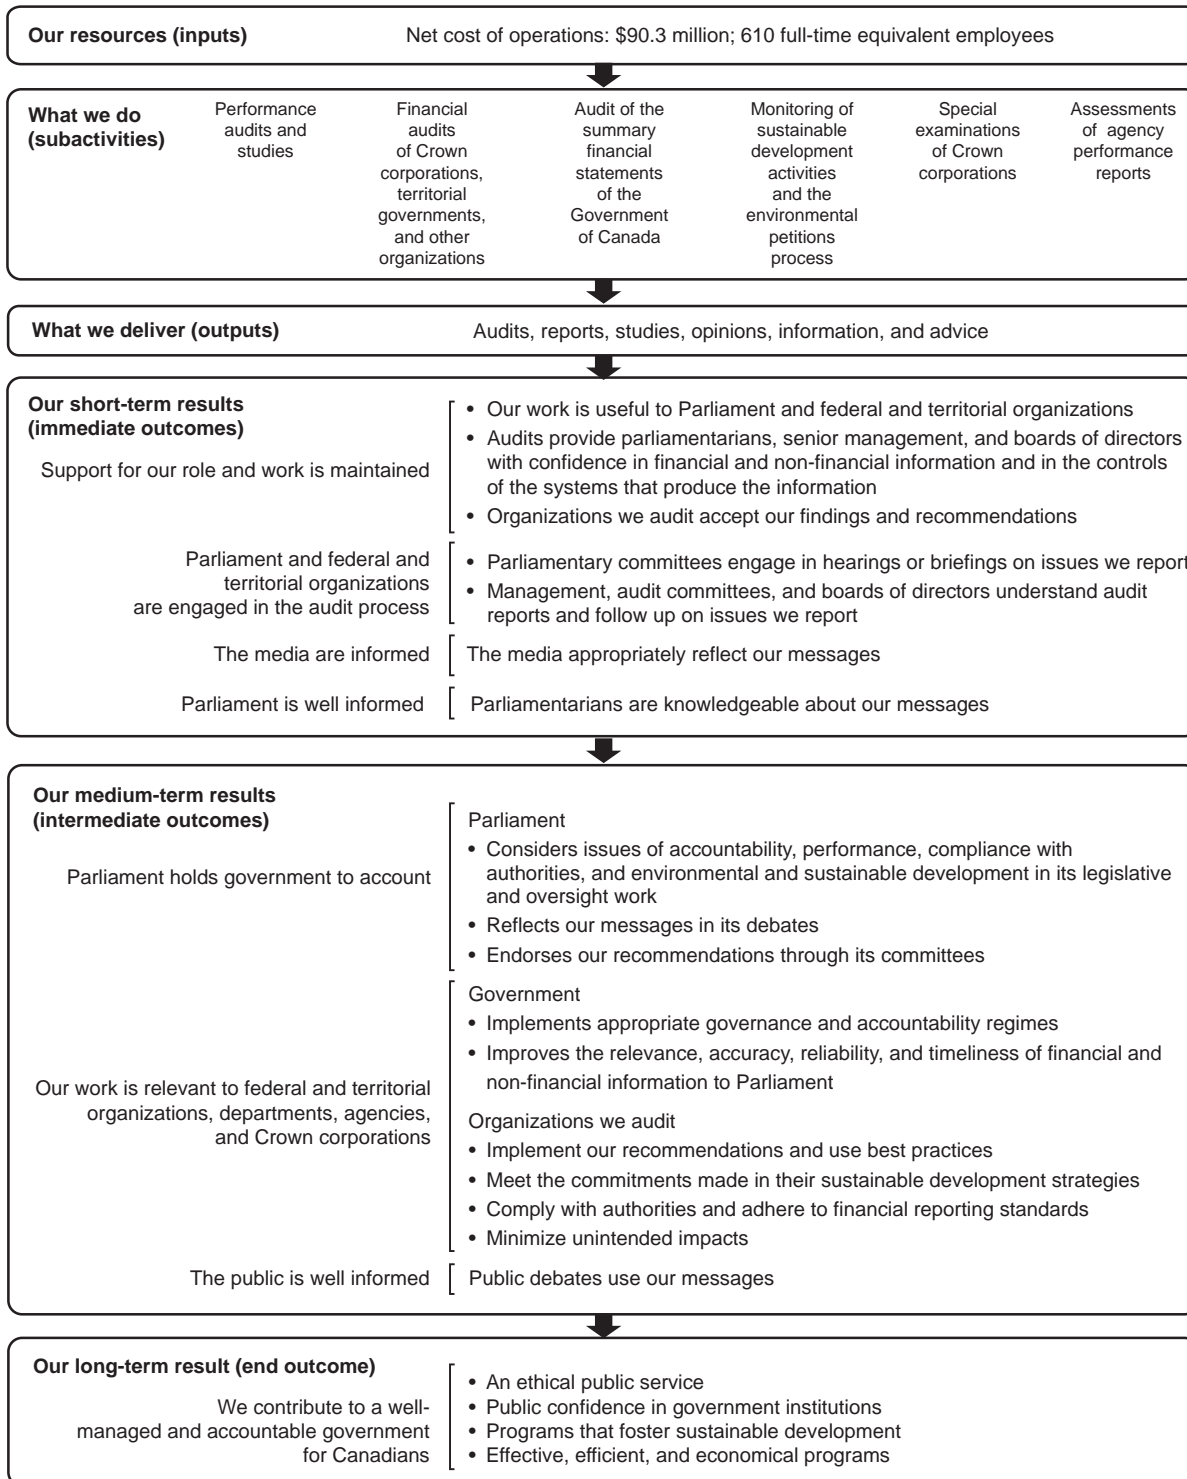 Our resources (inputs)
Net cost of operations: $90.3 million; 610 full-time equivalent employees
What we do
(subactivities)
Performance
audits and
studies
Financial
audits
of Crown
corporations,
territorial
governments,
and other
organizations
Audit of the
summary
financial
statements
of the
Government
of Canada
Monitoring of
sustainable
development
activities
and the
environmental
petitions
process
Special
examinations
of Crown
corporations
Assessments
of agency
performance
reports
What we deliver (outputs)
Audits, reports, studies, opinions, information, and advice
Our short-term results
(immediate outcomes)
Support for our role and work is maintained
• Our work is useful to Parliament and federal and territorial organizations
• Audits provide parliamentarians, senior management, and boards of directors
with confidence in financial and non-financial information and in the controls
of the systems that produce the information
• Organizations we audit accept our findings and recommendations
Parliament and federal and
territorial organizations
are engaged in the audit process
• Parliamentary committees engage in hearings or briefings on issues we report
• Management, audit committees, and boards of directors understand audit
reports and follow up on issues we report
The media are informed
The media appropriately reflect our messages
Parliament is well informed
Parliamentarians are knowledgeable about our messages
Our medium-term results
(intermediate outcomes)
Parliament holds government to account
Parliament
• Considers issues of accountability, performance, compliance with
authorities, and environmental and sustainable development in its legislative
and oversight work
• Reflects our messages in its debates
• Endorses our recommendations through its committees
Our work is relevant to federal and territorial
organizations, departments, agencies,
and Crown corporations
Government
• Implements appropriate governance and accountability regimes
• Improves the relevance, accuracy, reliability, and timeliness of financial and
non-financial information to Parliament
Organizations we audit
• Implement our recommendations and use best practices
• Meet the commitments made in their sustainable development strategies
• Comply with authorities and adhere to financial reporting standards
• Minimize unintended impacts
The public is well informed
Public debates use our messages
Our long-term result (end outcome)
We contribute to a well-
managed and accountable government
for Canadians
• An ethical public service
• Public confidence in government institutions
• Programs that foster sustainable development
• Effective, efficient, and economical programs